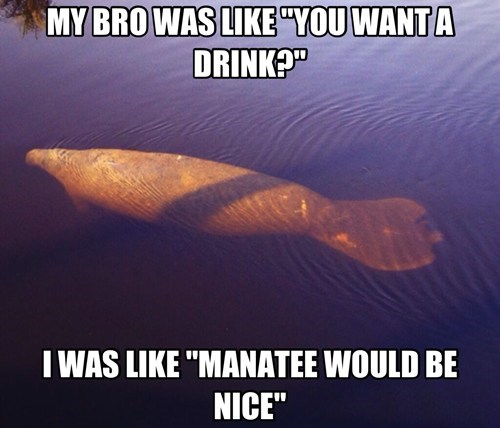 MY BRO WAS LIKE "YOU WANT A
DRINK?"
I WAS LIKE "MANATEE WOULD BE
NICE"